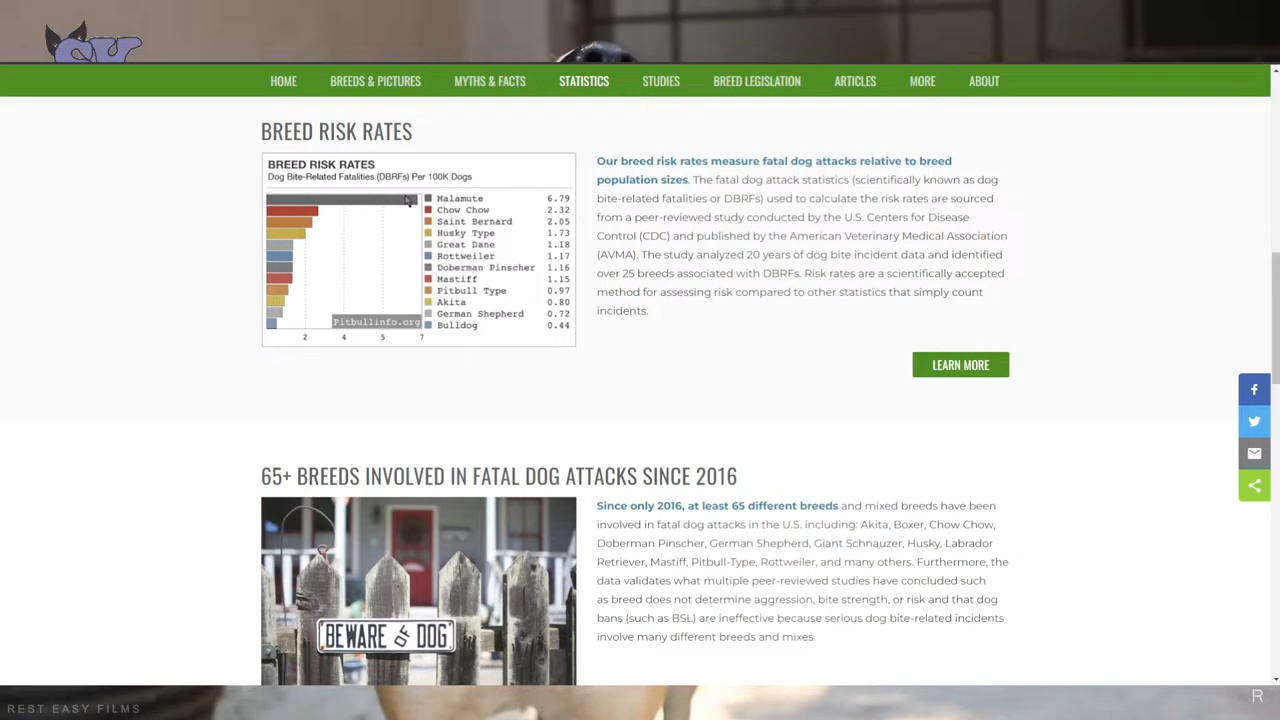 cv
HOME BREEDS & PICTURES MYTHS & FACTS STATISTICS STUDIES BREED LEGISLATION ARTICLES MORE ABOUT
BREED RISK RATES
BREED RISK RATES
Dog Bite-Related Fatalities (DBRFs) Per 100K Dogs
Malamute 6.79
Chow Chow 2.32
Saint Bernard 2.05
Husky Type 1.73
Great Dane 1.18
Rottweiler 1.17
Doberman Pinscher 1.16
Mastiff 1.15
Pitbull Type 0.97
Akita 0.80
German Shepherd 0.72
Bulldog 0.44
Pitbullinfo.org
2 4 5 7
Our breed risk rates measure fatal dog attacks relative to breed
population sizes. The fatal dog attack statistics (scientifically known as dog
bite-related fatalities or DBRFs) used to calculate the risk rates are sourced
from a peer-reviewed study conducted by the U.S. Centers for Disease
Control (CDC) and published by the American Veterinary Medical Association
(AVMA). The study analyzed 20 years of dog bite incident data and identified
over 25 breeds associated with DBRFs. Risk rates are a scientifically accepted
method for assessing risk compared to other statistics that simply count
incidents.
LEARN MORE
65+ BREEDS INVOLVED IN FATAL DOG ATTACKS SINCE 2016
BEWARE OF DOG
Since only 2016, at least 65 different breeds and mixed breeds have been
involved in fatal dog attacks in the U.S. including: Akita, Boxer, Chow Chow,
Doberman Pinscher, German Shepherd, Giant Schnauzer, Husky, Labrador
Retriever, Mastiff, Pitbull-Type, Rottweiler, and many others. Furthermore, the
data validates what multiple peer-reviewed studies have concluded such
as breed does not determine aggression, bite strength, or risk and that dog
bans (such as BSL) are ineffective because serious dog bite-related incidents
involve many different breeds and mixes.
REST EASY FILMS
R